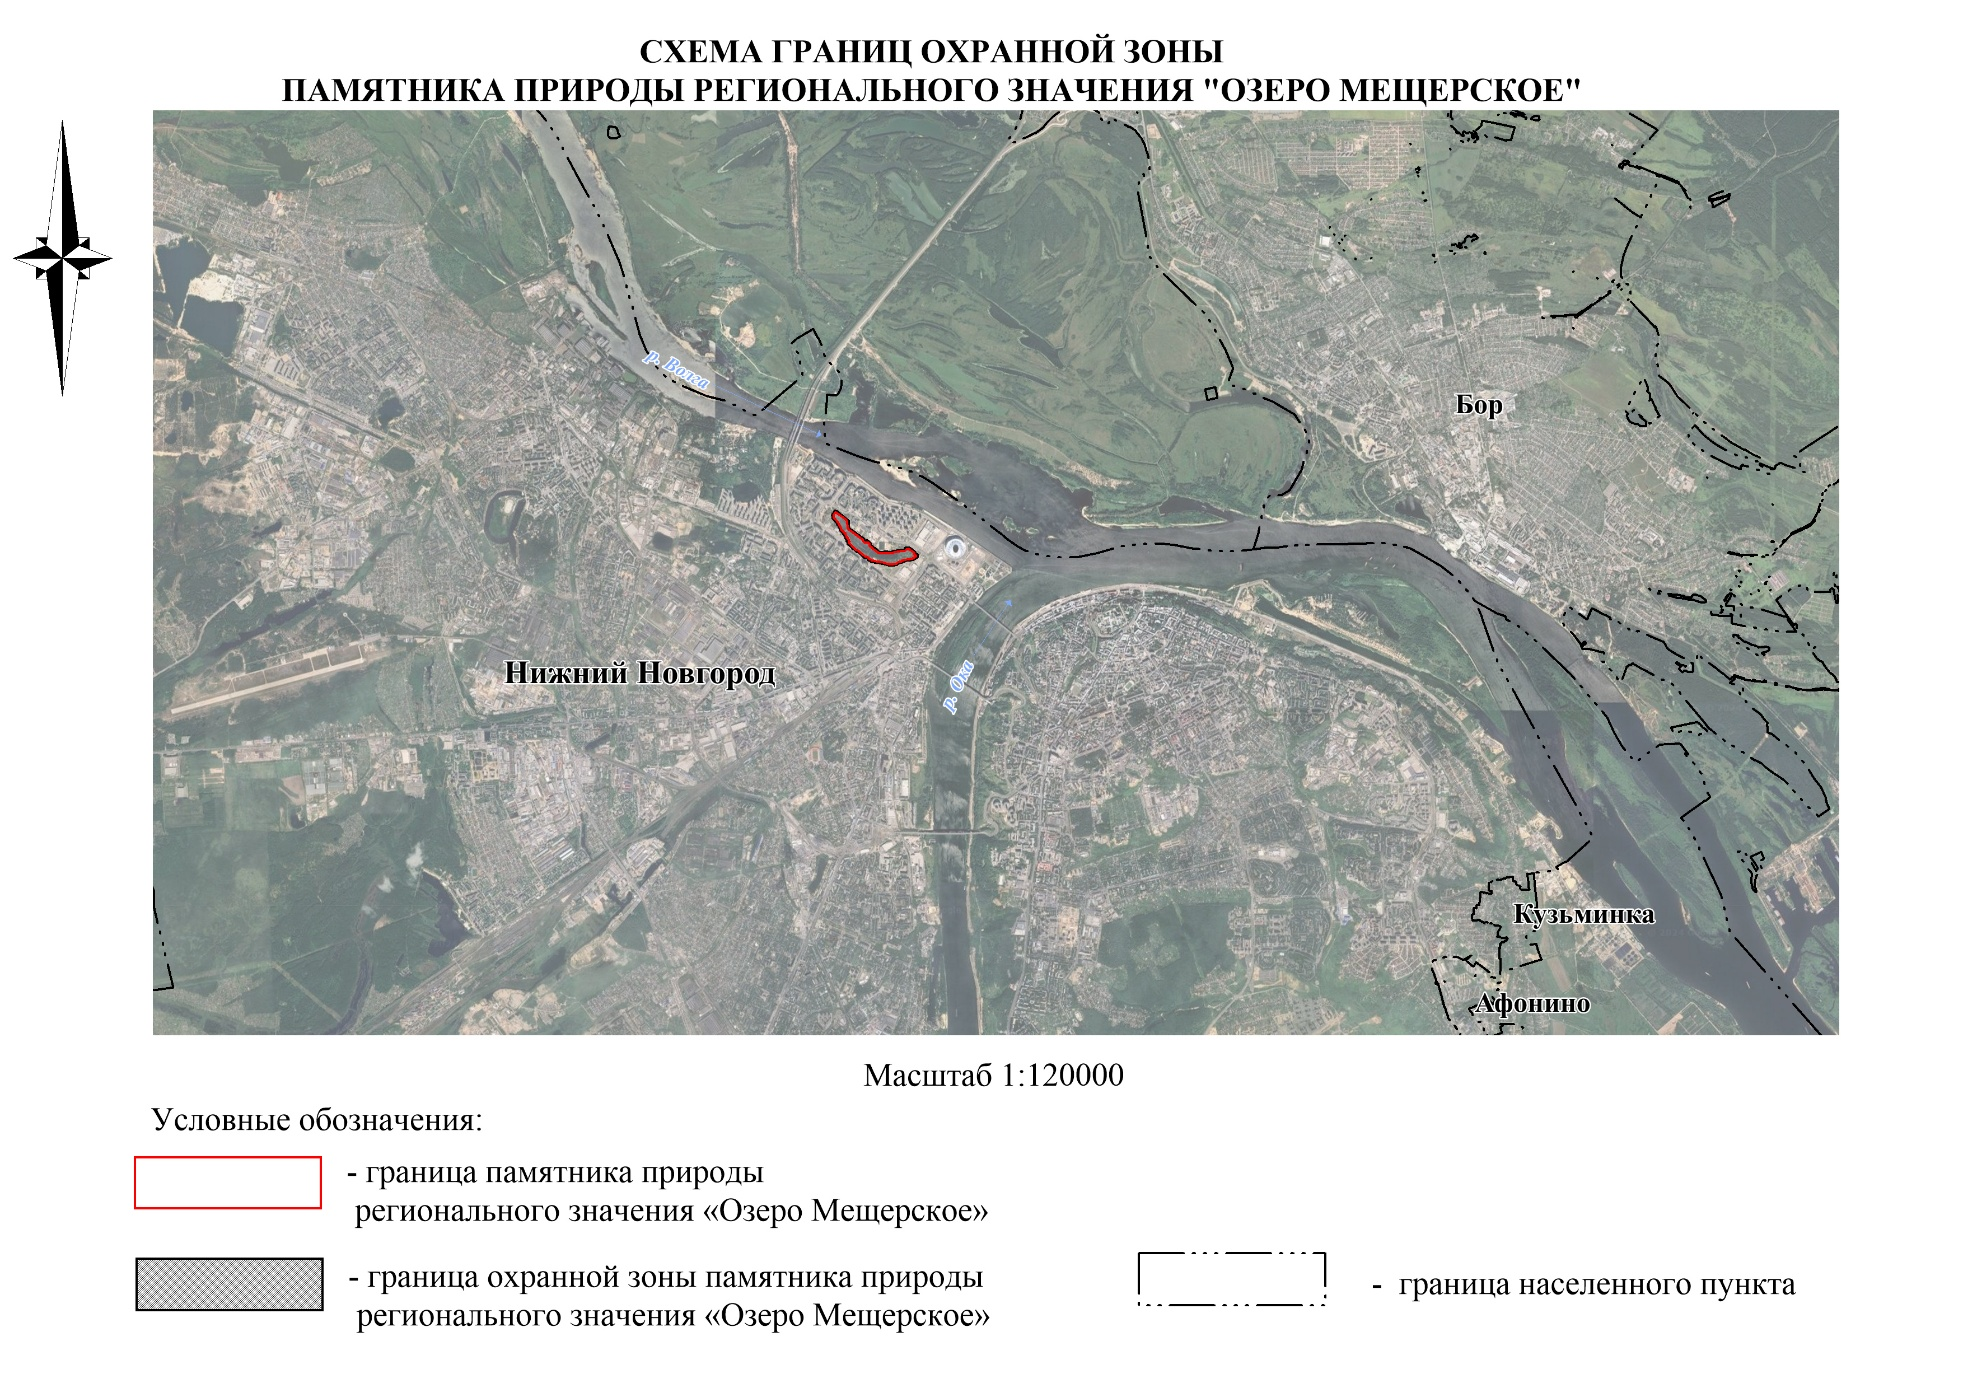 СХЕМА ГРАНИЦ ОХРАННОЙ ЗОНЫ
ПАМЯТНИКА ПРИРОДЫ РЕГИОНАЛЬНОГО ЗНАЧЕНИЯ "ОЗЕРО МЕЩЕРСКОЕ"
р. Волга
Бор
Нижний Новгород
р. Ока
Кузьминка
Афонино
Масштаб 1:120000
Условные обозначения:
- граница памятника природы
регионального значения «Озеро Мещерское»
- граница охранной зоны памятника природы
регионального значения «Озеро Мещерское»
- граница населенного пункта